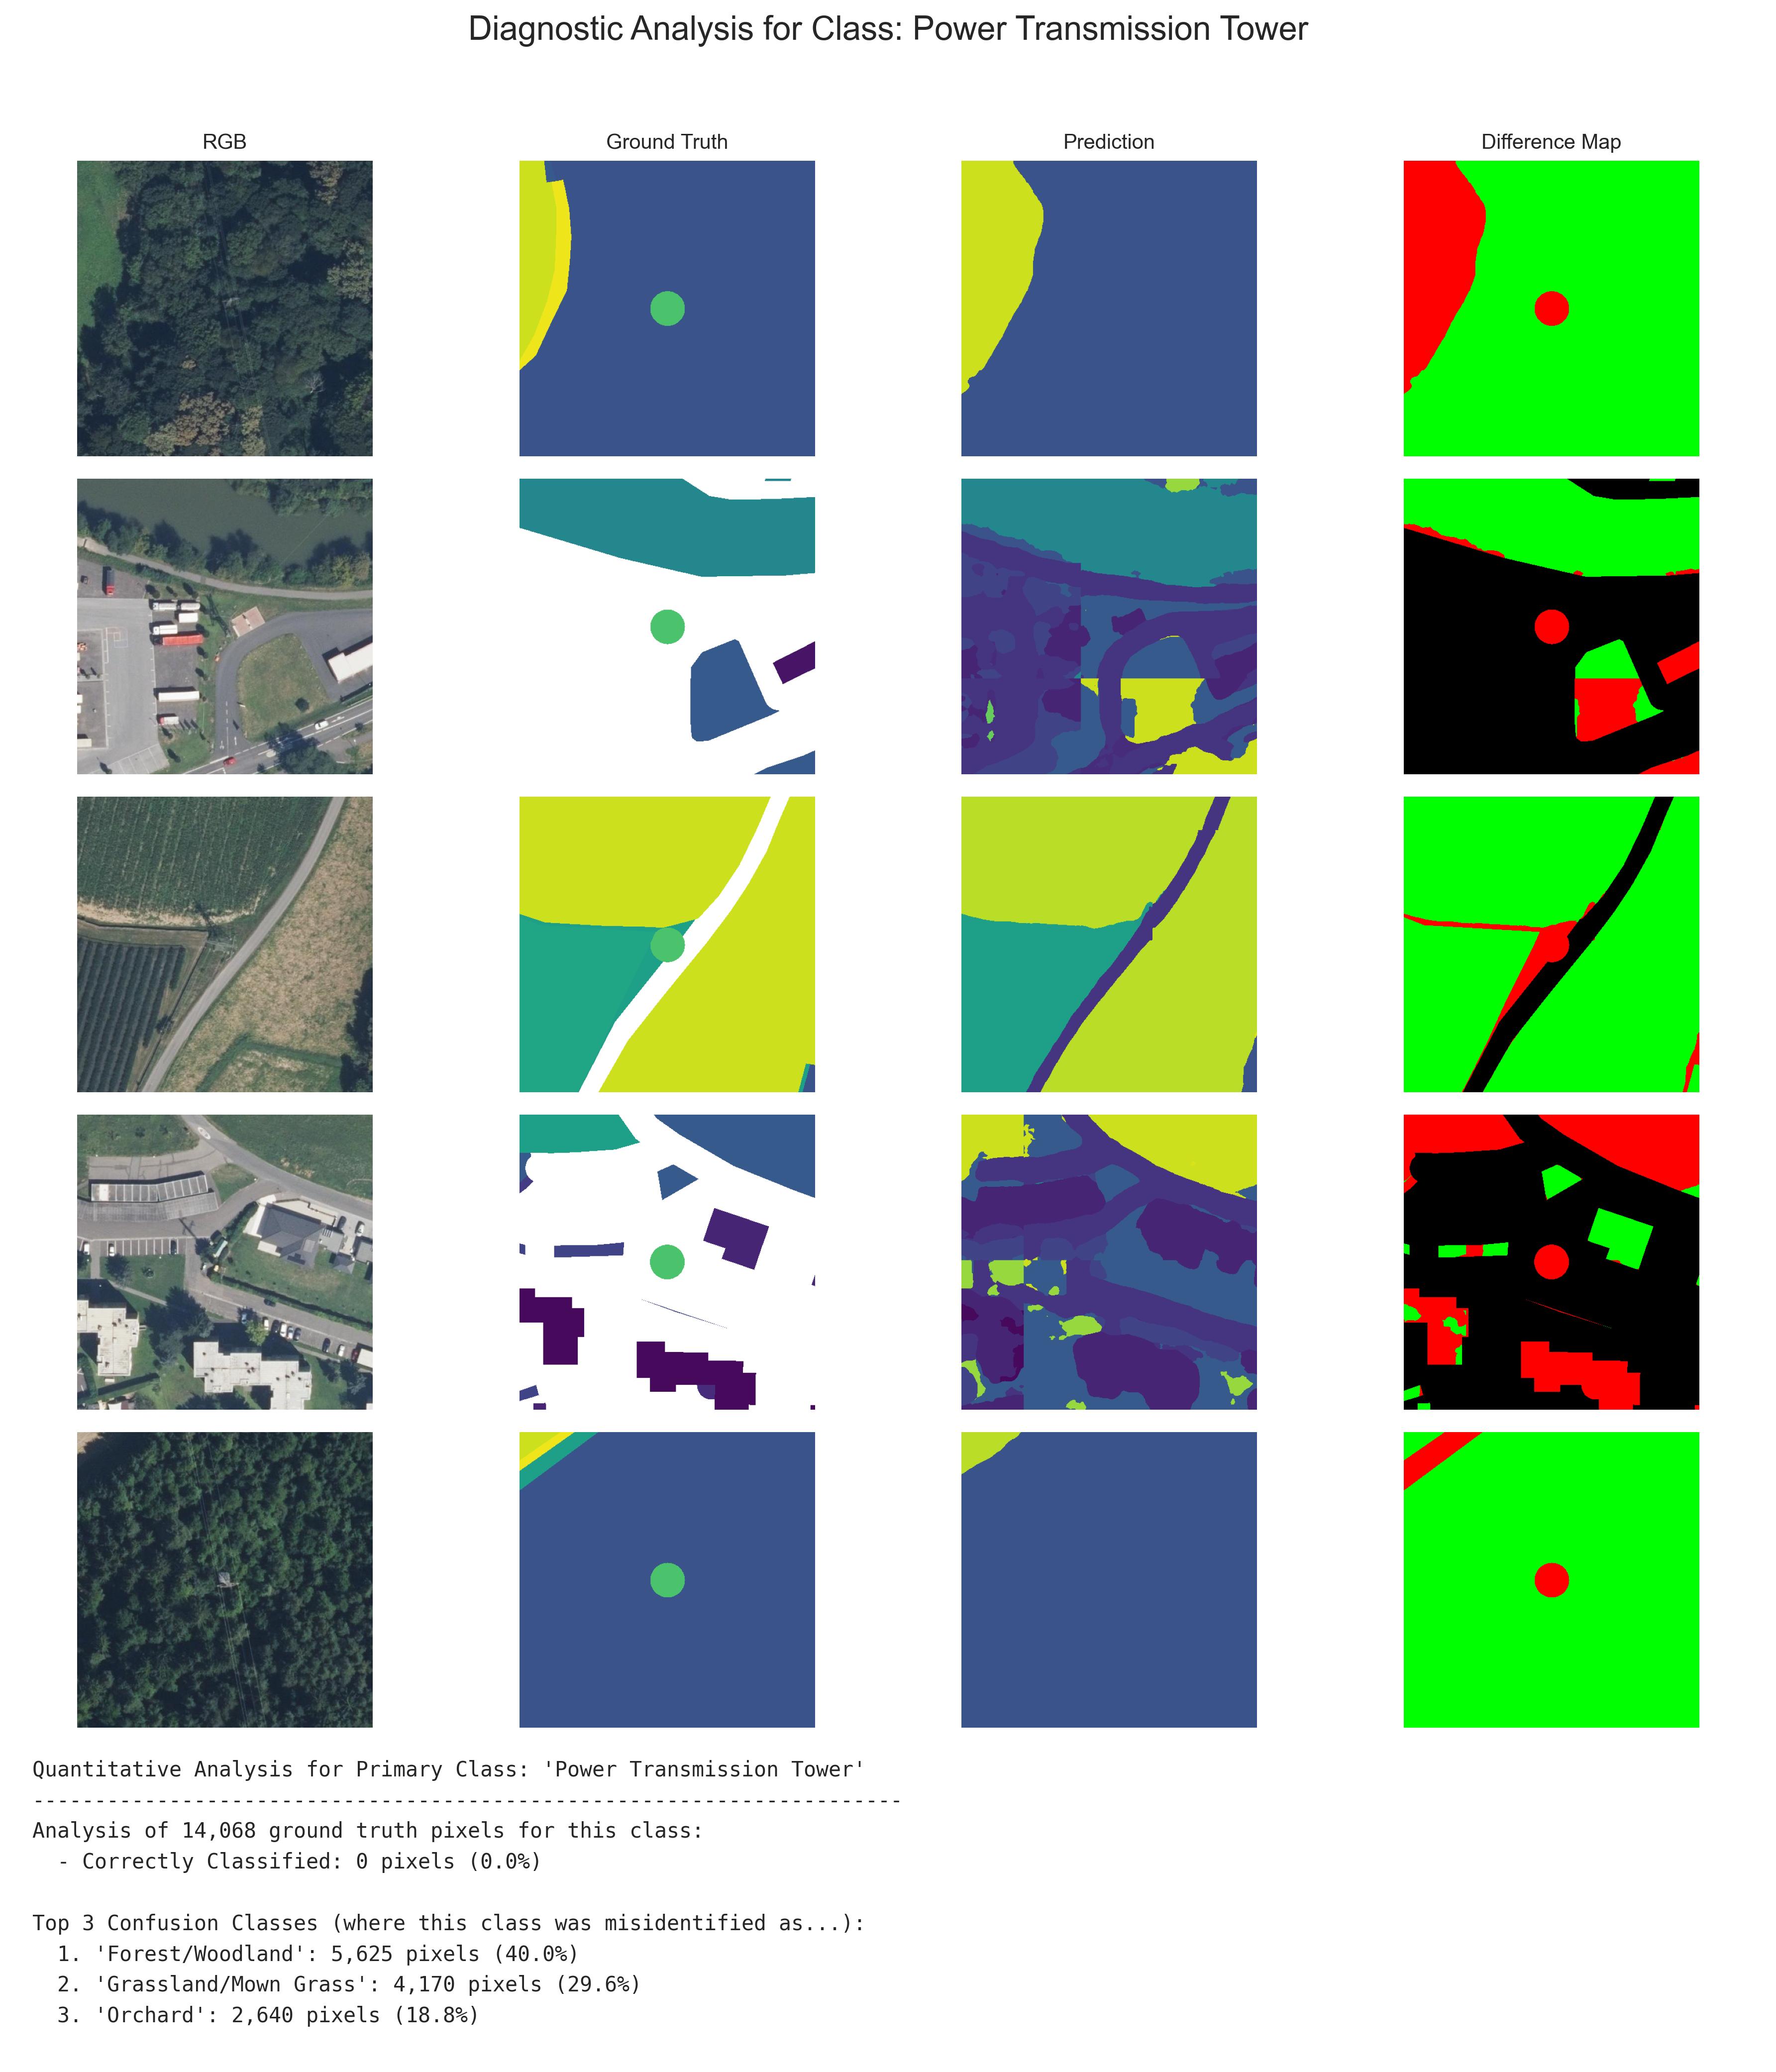 Diagnostic Analysis for Class: Power Transmission Tower
RGB
Ground Truth
Prediction
Difference Map
Quantitative Analysis for Primary Class: 'Power Transmission Tower'
----------------------------------------------------------------------
Analysis of 14,068 ground truth pixels for this class:
- Correctly Classified: 0 pixels (0.0%)
Top 3 Confusion Classes (where this class was misidentified as...):
1. 'Forest/Woodland': 5,625 pixels (40.0%)
2. 'Grassland/Mown Grass': 4,170 pixels (29.6%)
3. 'Orchard': 2,640 pixels (18.8%)